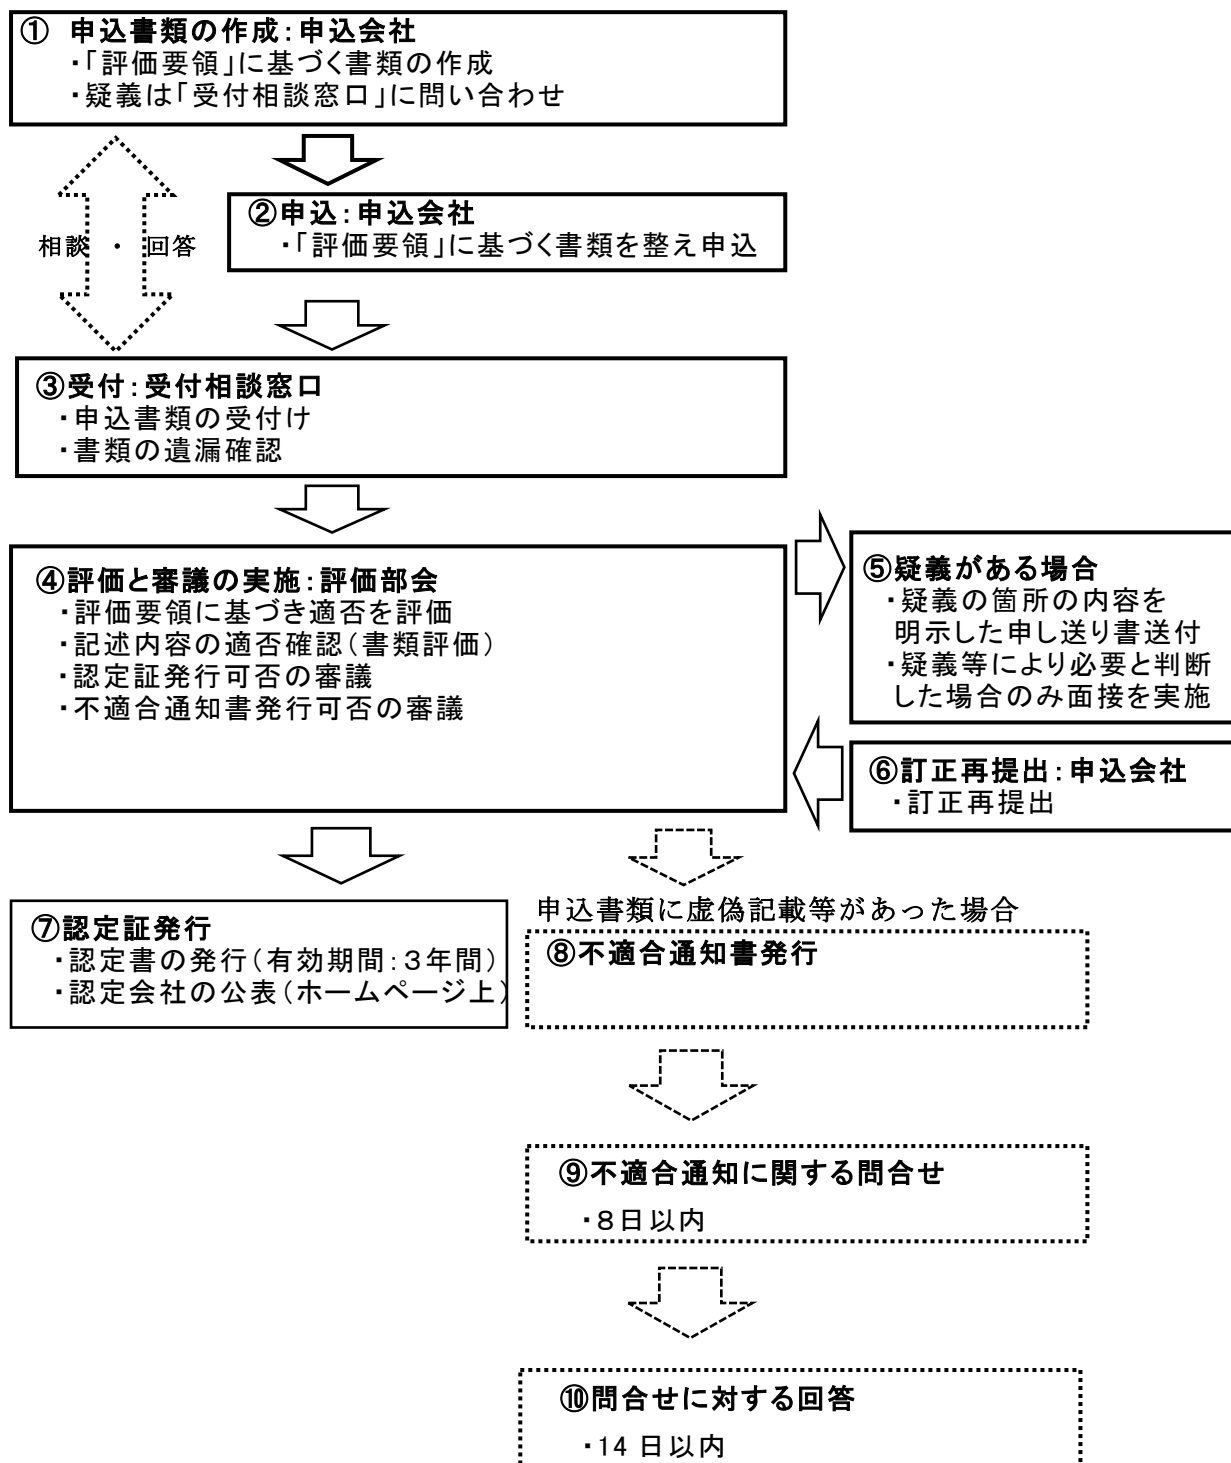 ① 申込書類の作成：申込会社
・「評価要領」に基づく書類の作成
・疑義は「受付相談窓口」に問い合わせ
②申込：申込会社
・「評価要領」に基づく書類を整え申込
相談 ・ 回答
③受付：受付相談窓口
・申込書類の受付け
・書類の遺漏確認
④評価と審議の実施：評価部会
・評価要領に基づき適否を評価
・記述内容の適否確認（書類評価）
・認定証発行可否の審議
・不適合通知書発行可否の審議
⑤疑義がある場合
・疑義の箇所の内容を
明示した申し送り書送付
・疑義等により必要と判断
した場合のみ面接を実施
⑥訂正再提出：申込会社
・訂正再提出
⑦認定証発行
・認定書の発行（有効期間：３年間）
・認定会社の公表（ホームページ上）
申込書類に虚偽記載等があった場合
⑧不適合通知書発行
⑨不適合通知に関する問合せ
・８日以内
⑩問合せに対する回答
・14 日以内